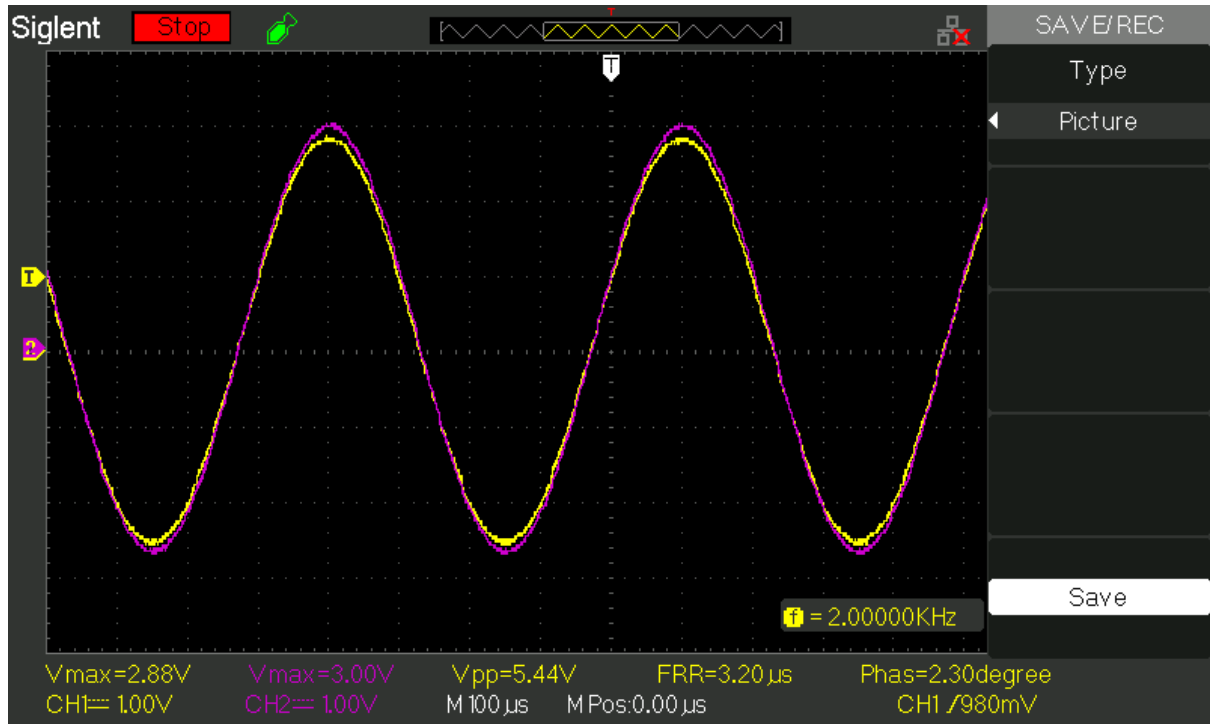 Siglent Stop T SAVE/REC
T
Type
Picture
T
2
f = 2.00000KHz
Save
Vmax=2.88V Vmax=3.00V Vpp=5.44V FRR=3.20µs Phas=2.30degree
CH1 1.00V CH2 1.00V M 100µs M Pos:0.00µs CH1 /980mV